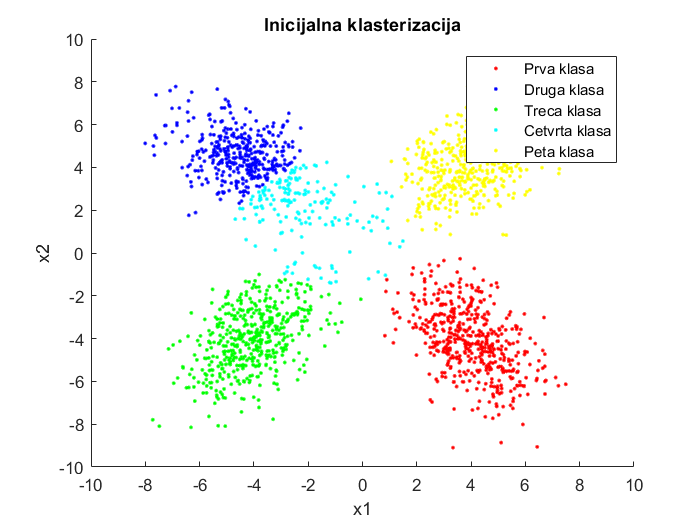 Inicijalna klasterizacija
Prva klasa
Druga klasa
Treca klasa
Cetvrta klasa
Peta klasa
10
8
6
4
2
0
-2
-4
-6
-8
-10
x2
-10 -8 -6 -4 -2 0 2 4 6 8 10
x1